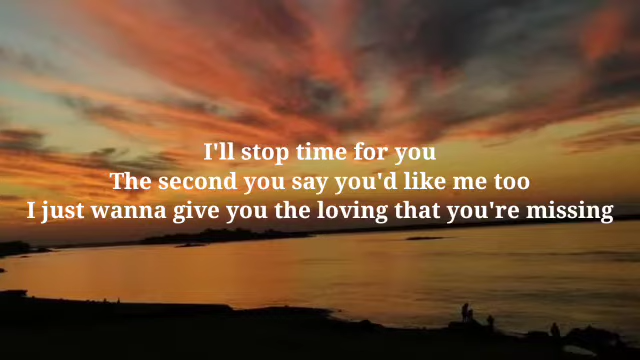 I'll stop time for you
The second you say you'd like me too
I just wanna give you the loving that you're missing